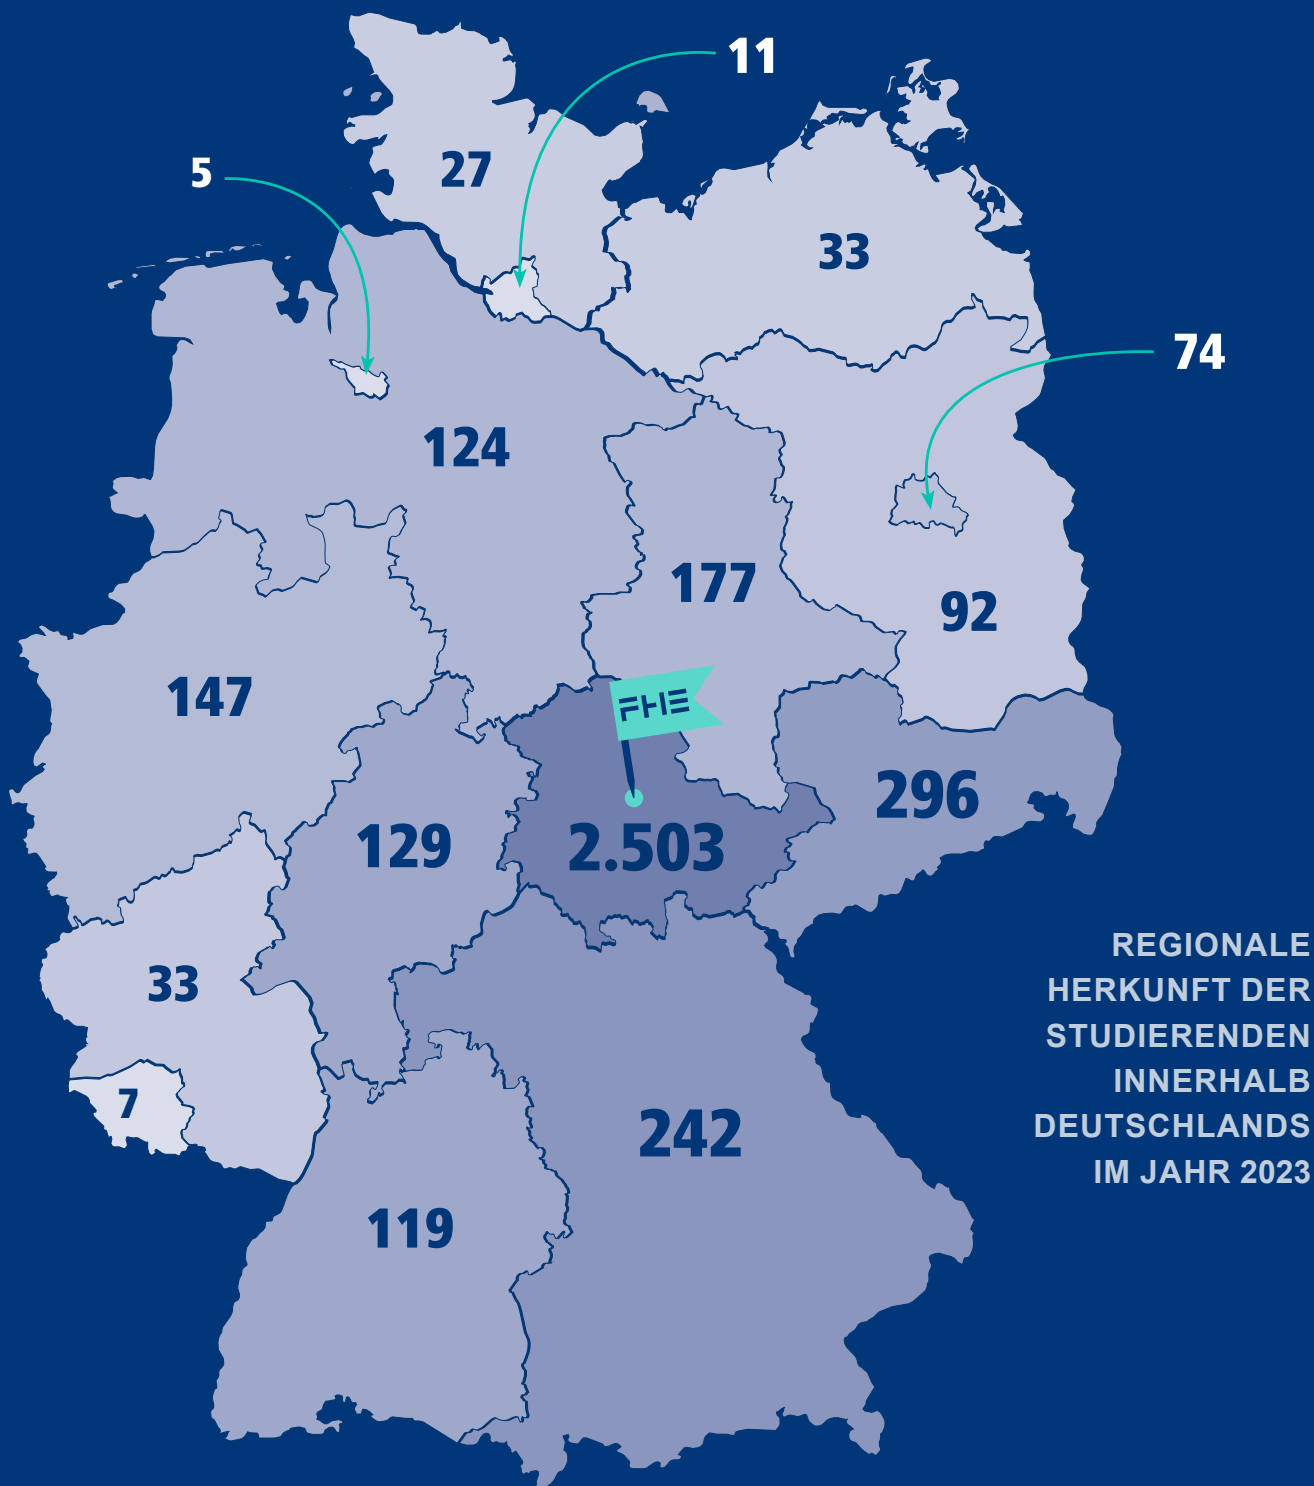 11
27
5
33
74
124
177
92
147
FHE
296
129
2.503
33
7
242
119
REGIONALE
HERKUNFT DER
STUDIERENDEN
INNERHALB
DEUTSCHLANDS
IM JAHR 2023